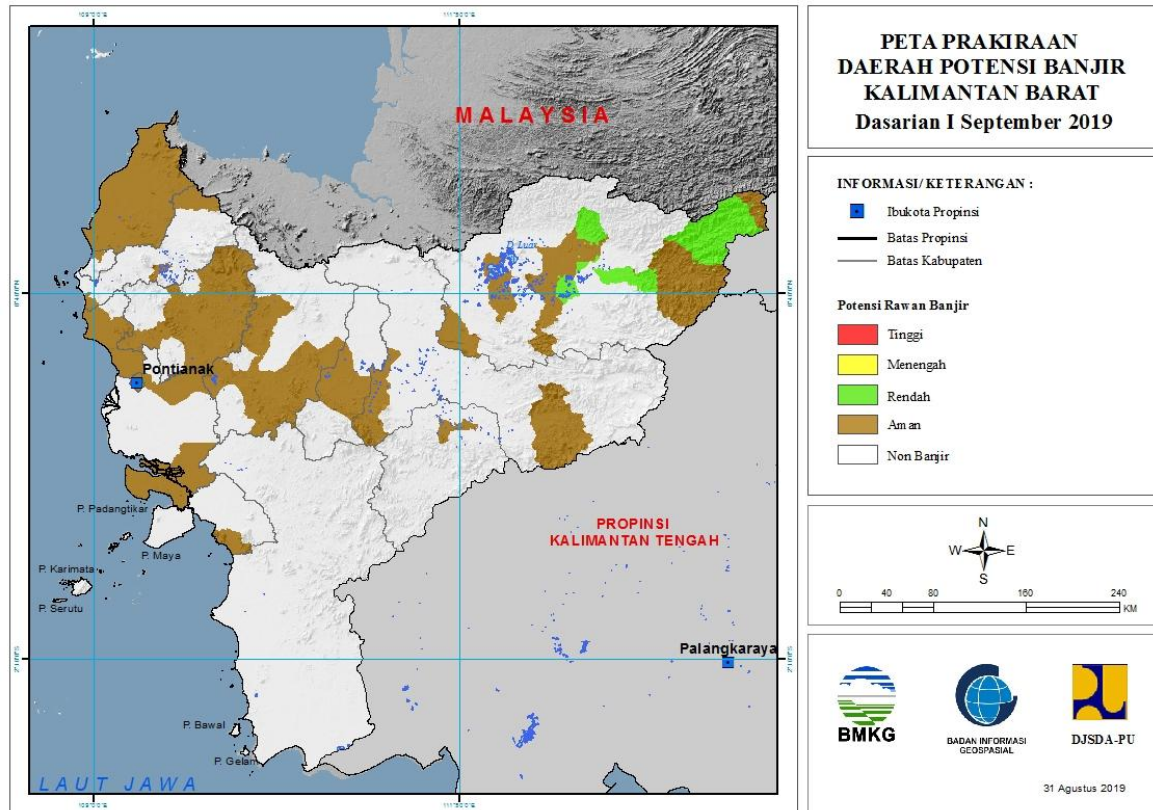 MALAYSIA
D. Luar
Pontianak
P. Padangtikar
P. Maya
P. Karimata
P. Serutu
PROPINSI
KALIMANTAN TENGAH
Palangkaraya
P. Bawal
P. Gelam
LAUT JAWA
PETA PRAKIRAAN
DAERAH POTENSI BANJIR
KALIMANTAN BARAT
Dasarian I September 2019
INFORMASI/ KETERANGAN :
Ibukota Propinsi
Batas Propinsi
Batas Kabupaten
Potensi Rawan Banjir
Tinggi
Menengah
Rendah
Aman
Non Banjir
N
W E
S
0 40 80 160 240
KM
BMKG
BADAN INFORMASI
GEOSPASIAL
DJSDA-PU
31 Agustus 2019